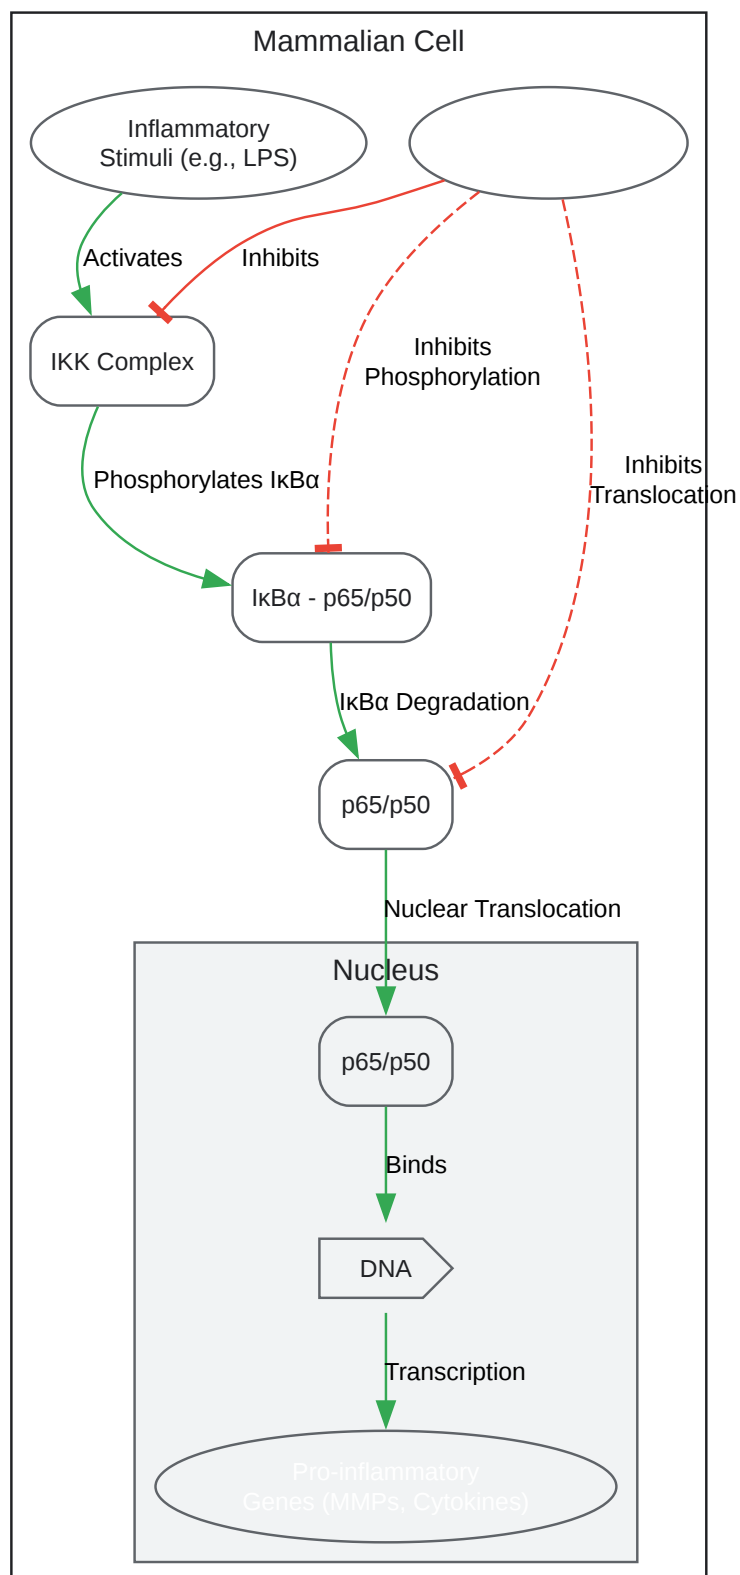 Mammalian Cell
Inflammatory
Stimuli (e.g., LPS)
Activates
Inhibits
IKK Complex
Inhibits
Phosphorylation
Phosphorylates IκBα
Inhibits
Translocation
IκBα - p65/p50
IκBα Degradation
p65/p50
Nuclear Translocation
Nucleus
p65/p50
Binds
DNA
Transcription
Pro-inflammatory
Genes (MMPs, Cytokines)